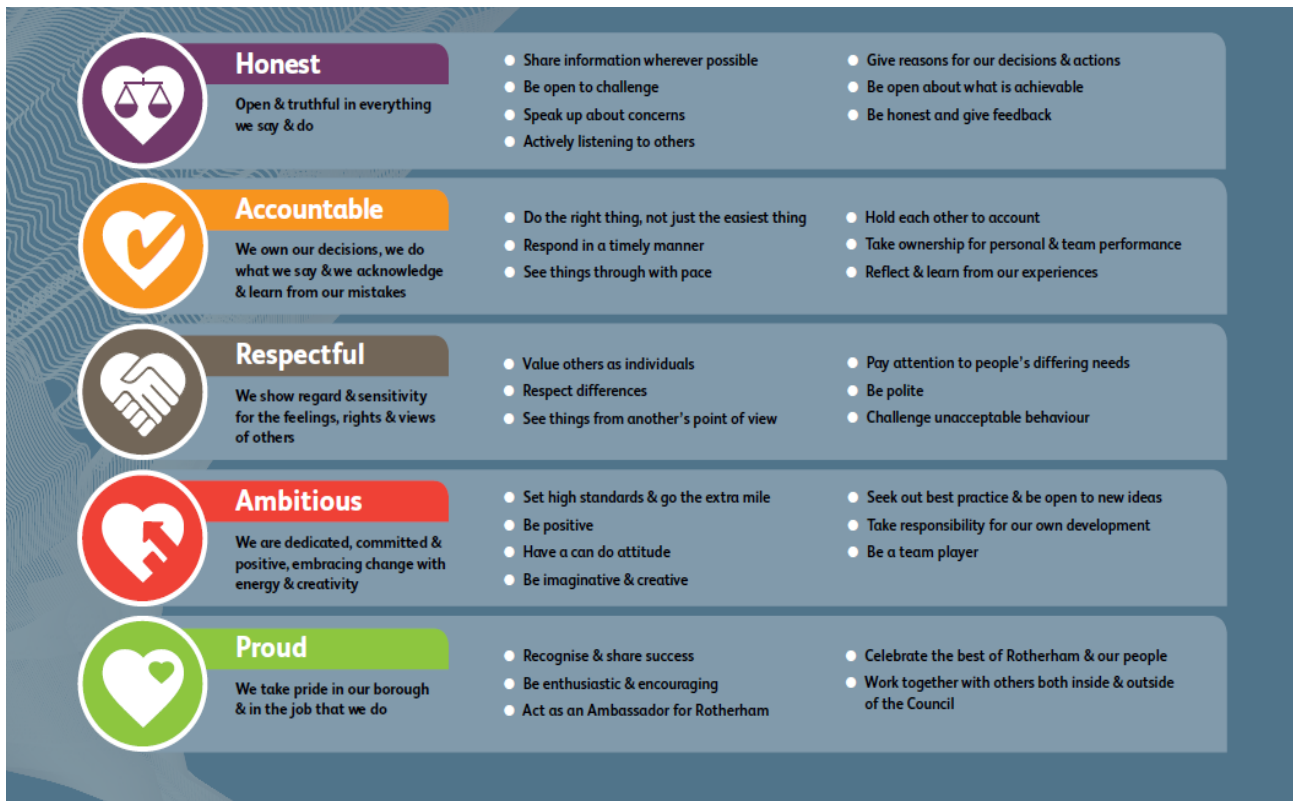 Honest
Open & truthful in everything
we say & do
Share information wherever possible
Be open to challenge
Speak up about concerns
Actively listening to others
Give reasons for our decisions & actions
Be open about what is achievable
Be honest and give feedback
Accountable
We own our decisions, we do
what we say & we acknowledge
& learn from our mistakes
Do the right thing, not just the easiest thing
Respond in a timely manner
See things through with pace
Hold each other to account
Take ownership for personal & team performance
Reflect & learn from our experiences
Respectful
We show regard & sensitivity
for the feelings, rights & views
of others
Value others as individuals
Respect differences
See things from another's point of view
Pay attention to people's differing needs
Be polite
Challenge unacceptable behaviour
Ambitious
We are dedicated, committed &
positive, embracing change with
energy & creativity
Set high standards & go the extra mile
Be positive
Have a can do attitude
Be imaginative & creative
Seek out best practice & be open to new ideas
Take responsibility for our own development
Be a team player
Proud
We take pride in our borough
& in the job that we do
Recognise & share success
Be enthusiastic & encouraging
Act as an Ambassador for Rotherham
Celebrate the best of Rotherham & our people
Work together with others both inside & outside
of the Council